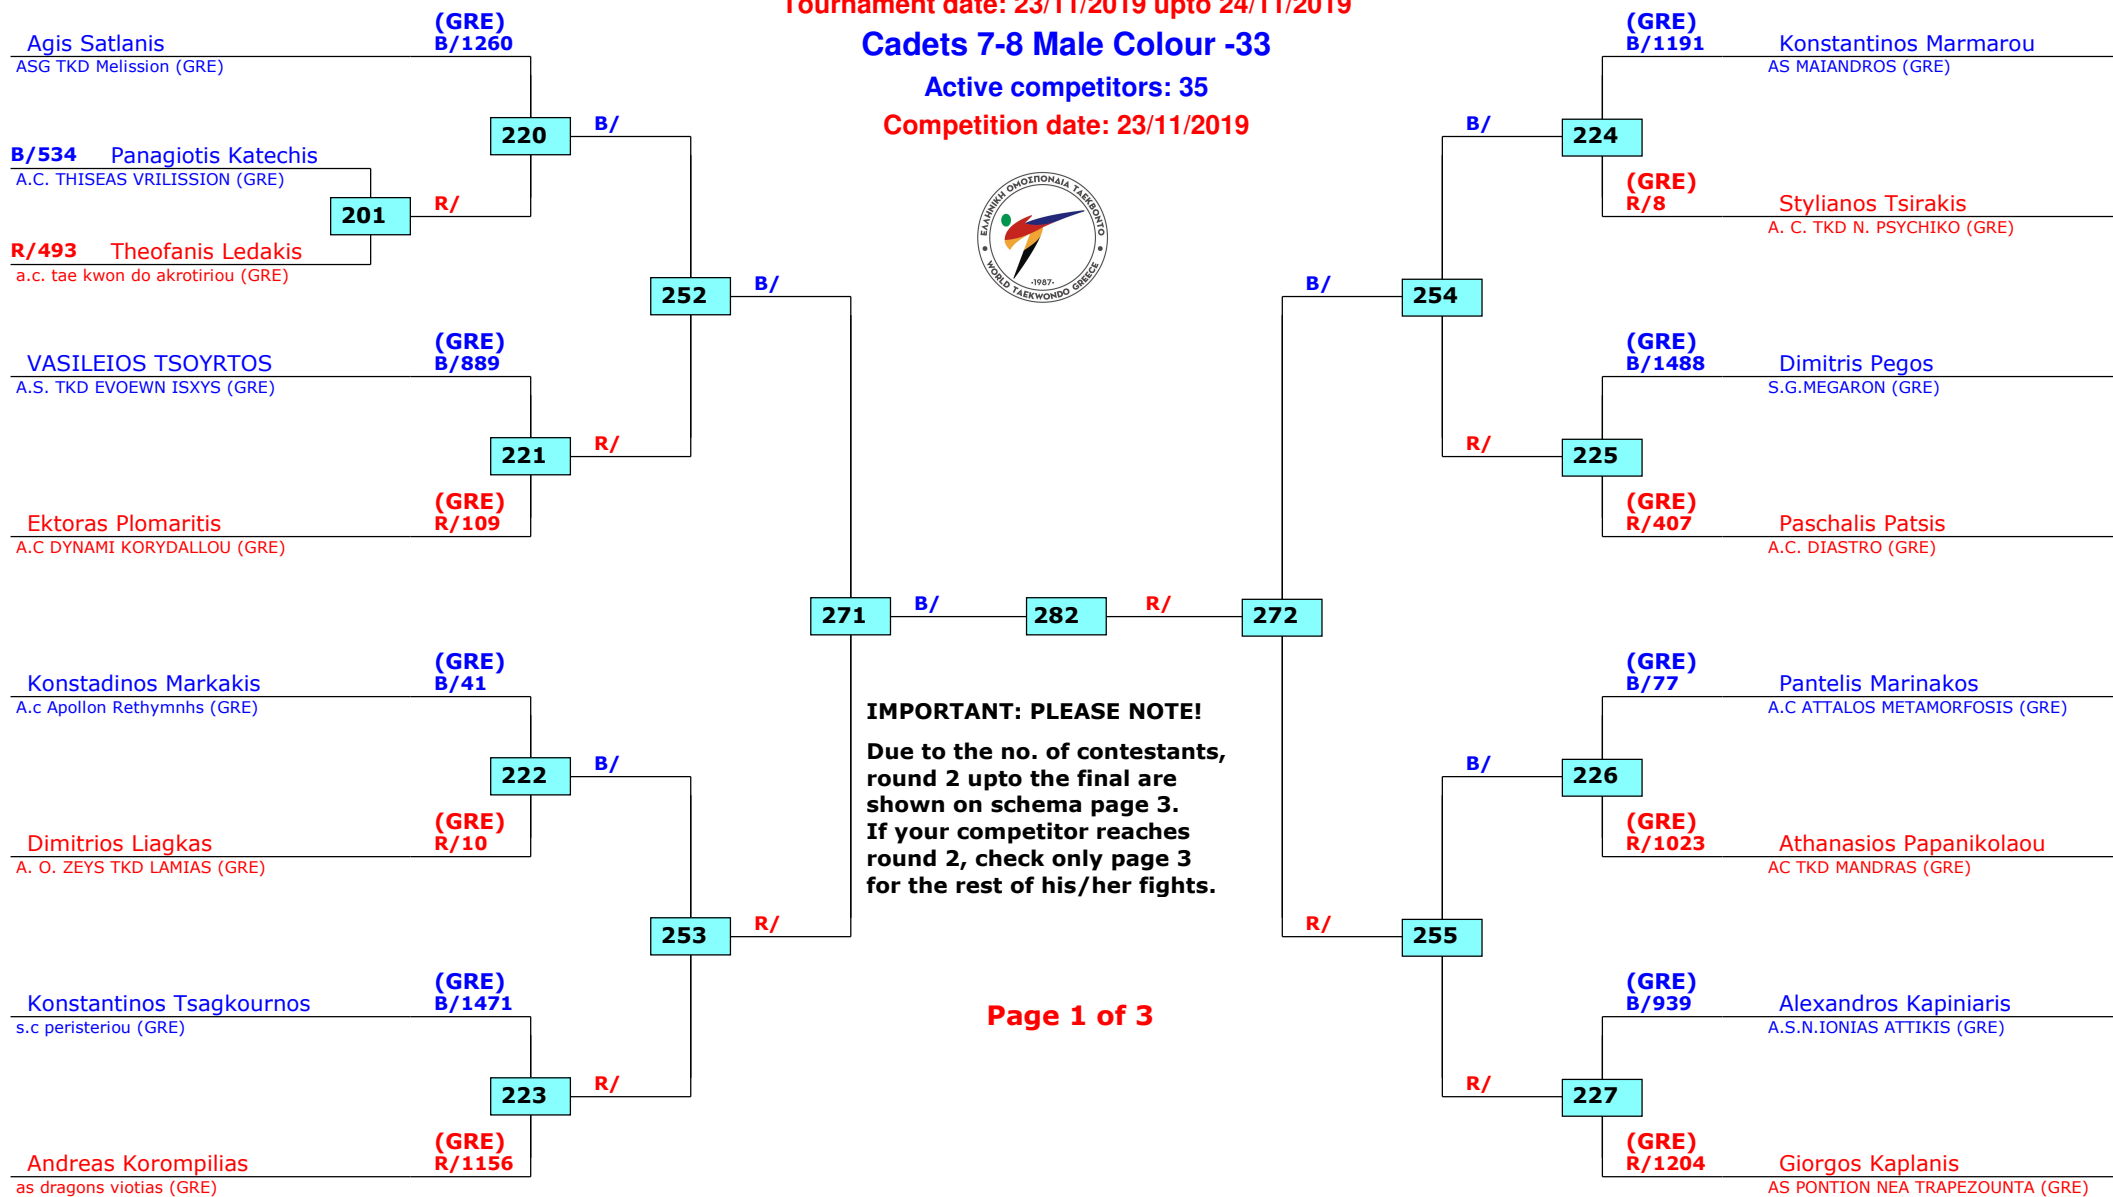 Tournament date: 23/11/2019 upto 24/11/2019
Cadets 7-8 Male Colour -33
Active competitors: 35
Competition date: 23/11/2019
ΕΛΛΗΝΙΚΗ ΟΜΟΣΠΟΝΔΙΑ ΤΑΕΚΒΟΝΤΟ
·1987·
WORLD TAEKWONDO GREECE
(GRE)
Agis Satlanis B/1260
ASG TKD Melission (GRE)
220 B/
B/534 Panagiotis Katechis
A.C. THISEAS VRILISSION (GRE)
201 R/
R/493 Theofanis Ledakis
a.c. tae kwon do akrotiriou (GRE)
252 B/
(GRE)
VASILEIOS TSOYRTOS B/889
A.S. TKD EVOEWN ISXYS (GRE)
221 R/
(GRE)
Ektoras Plomaritis R/109
A.C DYNAMI KORYDALLOU (GRE)
271 B/ 282 R/ 272
(GRE)
Konstadinos Markakis B/41
A.c Apollon Rethymnhs (GRE)
222 B/
(GRE)
Dimitrios Liagkas R/10
A. O. ZEYS TKD LAMIAS (GRE)
253 R/
(GRE)
Konstantinos Tsagkournos B/1471
s.c peristeriou (GRE)
223 R/
(GRE)
Andreas Korompilias R/1156
as dragons viotias (GRE)
IMPORTANT: PLEASE NOTE!
Due to the no. of contestants,
round 2 upto the final are
shown on schema page 3.
If your competitor reaches
round 2, check only page 3
for the rest of his/her fights.
Page 1 of 3
(GRE)
B/1191 Konstantinos Marmarou
AS MAIANDROS (GRE)
B/ 224
(GRE)
R/8 Stylianos Tsirakis
A. C. TKD N. PSYCHIKO (GRE)
B/ 254
(GRE)
B/1488 Dimitris Pegos
S.G.MEGARON (GRE)
R/ 225
(GRE)
R/407 Paschalis Patsis
A.C. DIASTRO (GRE)
(GRE)
B/77 Pantelis Marinakos
A.C ATTALOS METAMORFOSIS (GRE)
B/ 226
(GRE)
R/1023 Athanasios Papanikolaou
AC TKD MANDRAS (GRE)
R/ 255
(GRE)
B/939 Alexandros Kapiniaris
A.S.N.IONIAS ATTIKIS (GRE)
R/ 227
(GRE)
R/1204 Giorgos Kaplanis
AS PONTION NEA TRAPEZOUNTA (GRE)